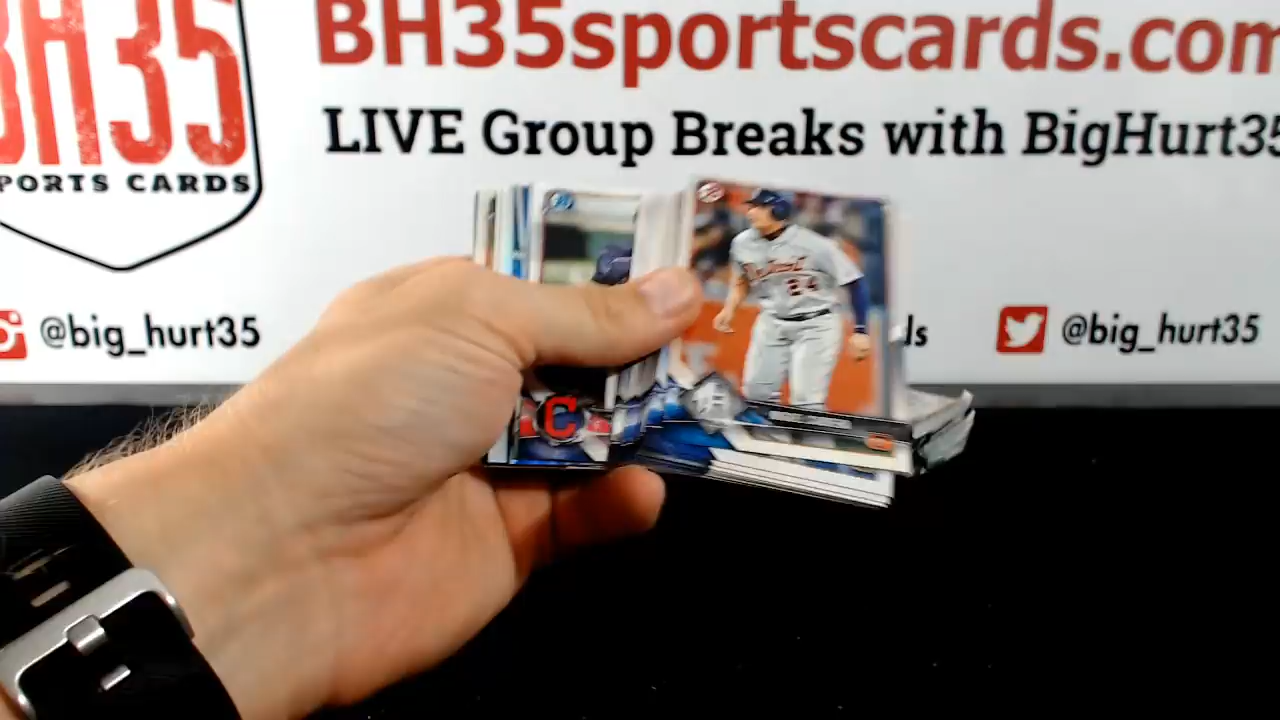 BH35
PORTS CARDS
BH35sportscards.com
LIVE Group Breaks with BigHurt35
@big_hurt35
ds
@big_hurt35
Detroit
24
C